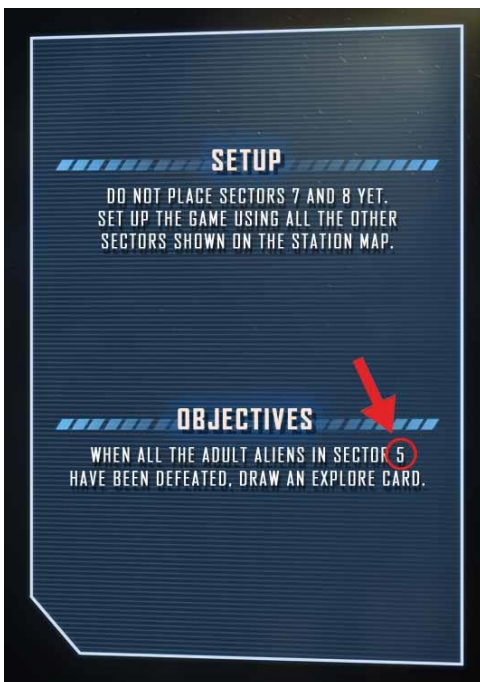 SETUP
DO NOT PLACE SECTORS 7 AND 8 YET.
SET UP THE GAME USING ALL THE OTHER
SECTORS SHOWN ON THE STATION MAP.
OBJECTIVES
WHEN ALL THE ADULT ALIENS IN SECTOR 5
HAVE BEEN DEFEATED, DRAW AN EXPLORE CARD.